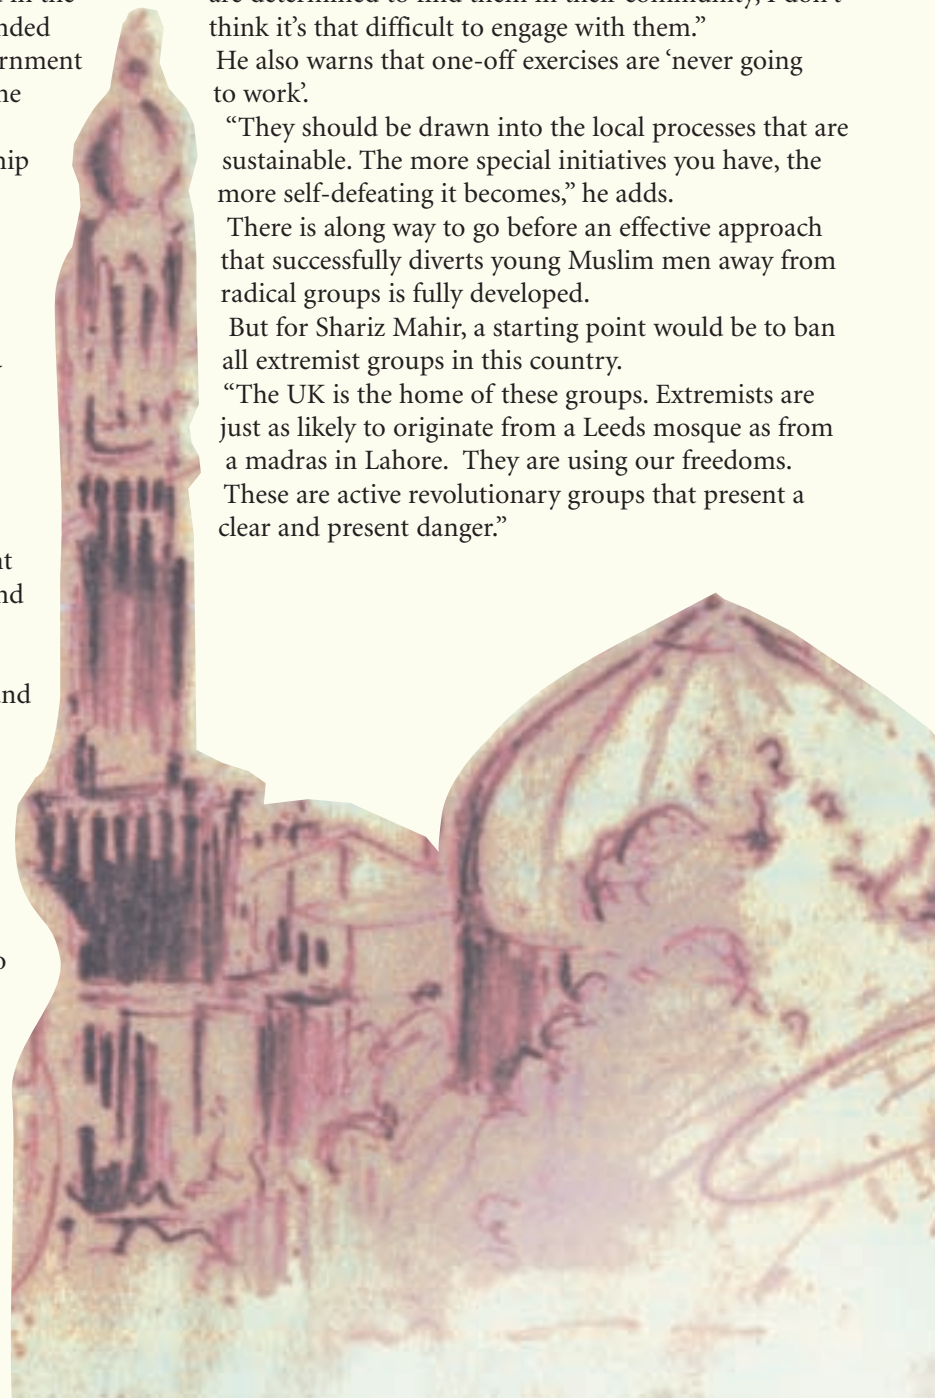 think it’s that difficult to engage with them.”
He also warns that one-off exercises are ‘never going
to work’.
“They should be drawn into the local processes that are
sustainable. The more special initiatives you have, the
more self-defeating it becomes,” he adds.
There is along way to go before an effective approach
that successfully diverts young Muslim men away from
radical groups is fully developed.
But for Shariz Mahir, a starting point would be to ban
all extremist groups in this country.
“The UK is the home of these groups. Extremists are
just as likely to originate from a Leeds mosque as from
a madras in Lahore.  They are using our freedoms.
These are active revolutionary groups that present a
clear and present danger.”